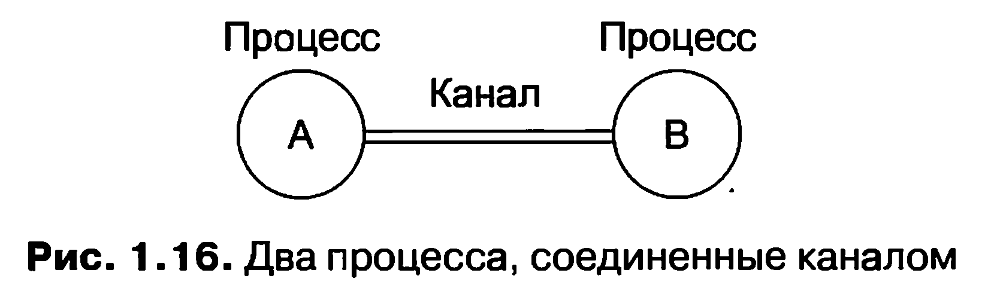 Процесс Процесс
Канал
A B
Рис. 1.16. Два процесса, соединенные каналом